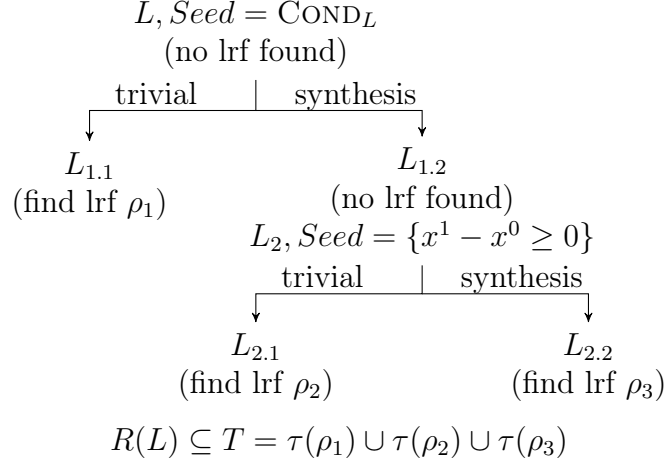 L, Seed = COND_L
(no lrf found)
trivial synthesis
L_{1.1} L_{1.2}
(find lrf ρ_1) (no lrf found)
L_2, Seed = {x^1 − x^0 ≥ 0}
trivial synthesis
L_{2.1} L_{2.2}
(find lrf ρ_2) (find lrf ρ_3)
R(L) ⊆ T = τ(ρ_1) ∪ τ(ρ_2) ∪ τ(ρ_3)